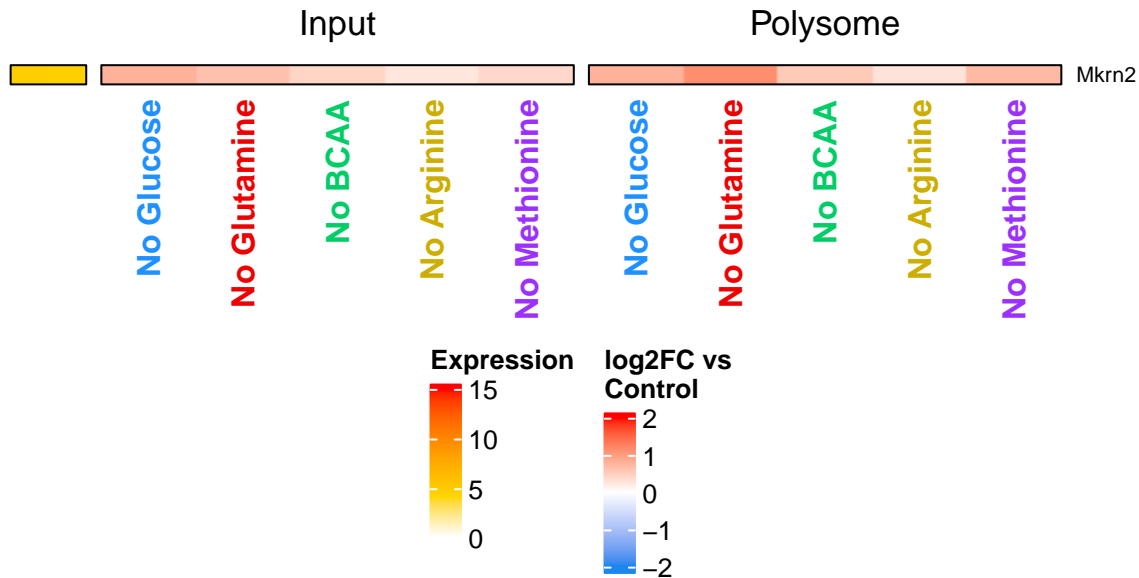 Input
Polysome
Mkrn2
No Glucose
No Glutamine
No BCAA
No Arginine
No Methionine
No Glucose
No Glutamine
No BCAA
No Arginine
No Methionine
Expression
15
10
5
0
log2FC vs
Control
2
1
0
−1
−2